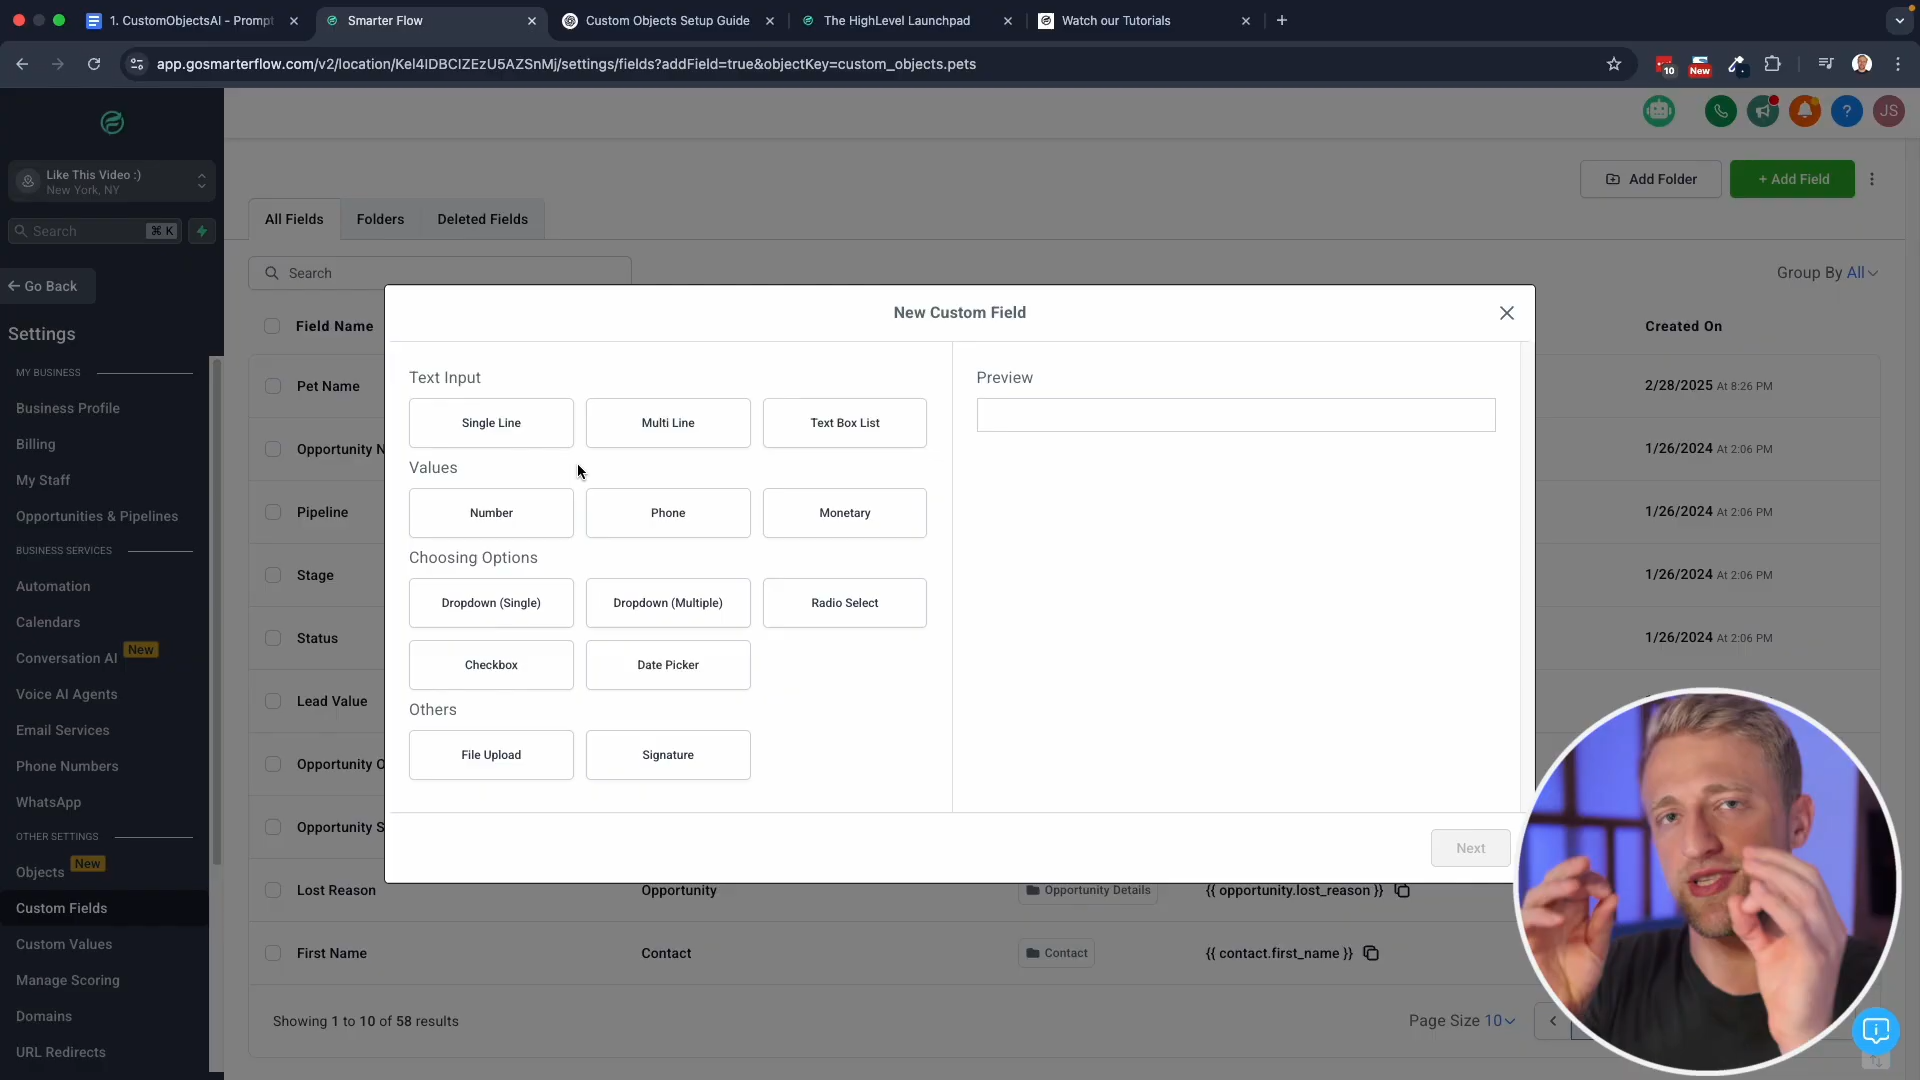 1. CustomObjectsAI - Prompt
Smarter Flow
Custom Objects Setup Guide
The HighLevel Launchpad
Watch our Tutorials
app.gosmarterflow.com/v2/location/Kel4IDBCIZEzU5AZSnMj/settings/fields?addField=true&objectKey=custom_objects.pets
10
New
JS
Like This Video :)
New York, NY
Search
⌘ K
Go Back
Settings
MY BUSINESS
Business Profile
Billing
My Staff
Opportunities & Pipelines
BUSINESS SERVICES
Automation
Calendars
Conversation AI
New
Voice AI Agents
Email Services
Phone Numbers
WhatsApp
OTHER SETTINGS
Objects
New
Custom Fields
Custom Values
Manage Scoring
Domains
URL Redirects
Add Folder
+ Add Field
All Fields
Folders
Deleted Fields
Search
Group By All
Field Name
Created On
Pet Name
2/28/2025 At 8:26 PM
Opportunity N
1/26/2024 At 2:06 PM
Pipeline
1/26/2024 At 2:06 PM
Stage
1/26/2024 At 2:06 PM
Status
1/26/2024 At 2:06 PM
Lead Value
Opportunity O
Opportunity S
Lost Reason
Opportunity
Opportunity Details
{{ opportunity.lost_reason }}
First Name
Contact
Contact
{{ contact.first_name }}
Showing 1 to 10 of 58 results
Page Size 10
New Custom Field
Text Input
Single Line
Multi Line
Text Box List
Values
Number
Phone
Monetary
Choosing Options
Dropdown (Single)
Dropdown (Multiple)
Radio Select
Checkbox
Date Picker
Others
File Upload
Signature
Preview
Next